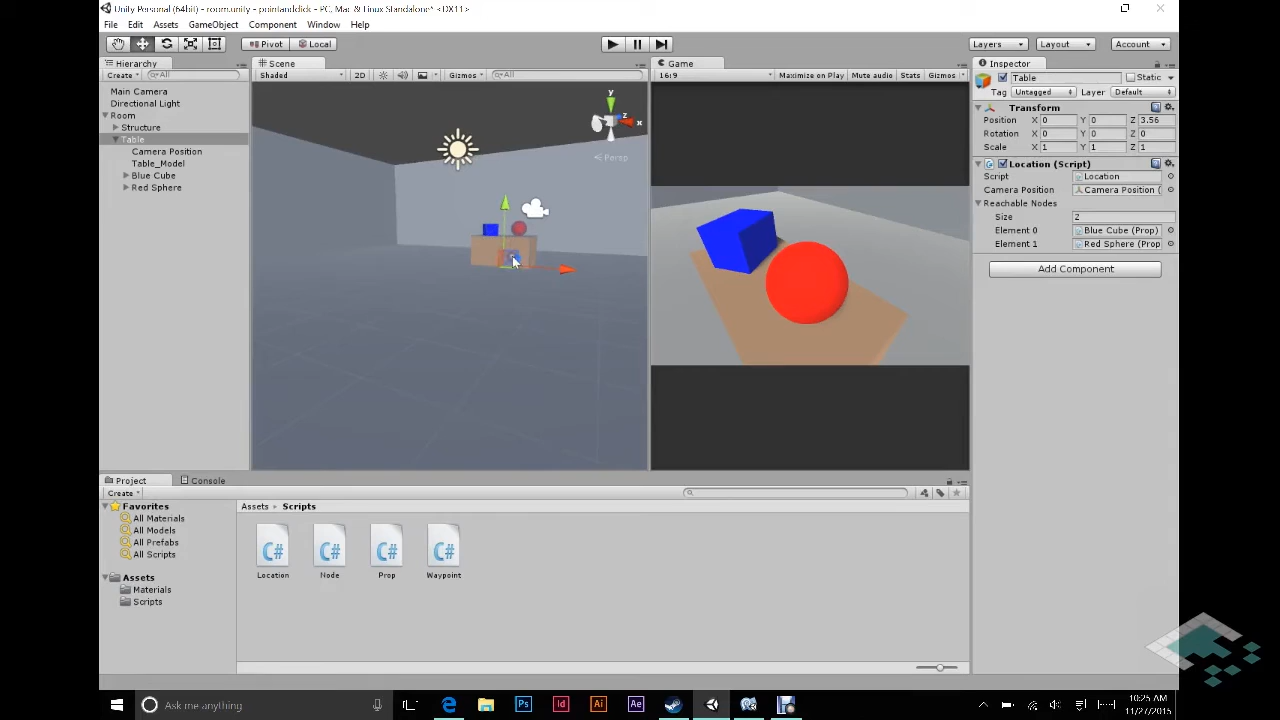 Unity Personal (64bit) - room.unity - pointandclick - PC, Mac & Linux Standalone* <DX11>
File Edit Assets GameObject Component Window Help
Pivot Local Layers Layout Account
Hierarchy
Create All
Main Camera
Directional Light
Room
Structure
Table
Camera Position
Table_Model
Blue Cube
Red Sphere
Scene
Shaded 2D Gizmos All
y
z
x
Persp
Game
16:9 Maximize on Play Mute audio Stats Gizmos
Inspector
Table Static
Tag Untagged Layer Default
Transform
Position X 0 Y 0 Z 3.56
Rotation X 0 Y 0 Z 0
Scale X 1 Y 1 Z 1
Location (Script)
Script Location
Camera Position Camera Position (
Reachable Nodes
Size 2
Element 0 Blue Cube (Prop)
Element 1 Red Sphere (Prop
Add Component
Project Console
Create
Favorites
All Materials
All Models
All Prefabs
All Scripts
Assets
Materials
Scripts
Assets Scripts
C# C# C# C#
Location Node Prop Waypoint
Ask me anything
Ps Id Ai Ae
10:25 AM
11/27/2015